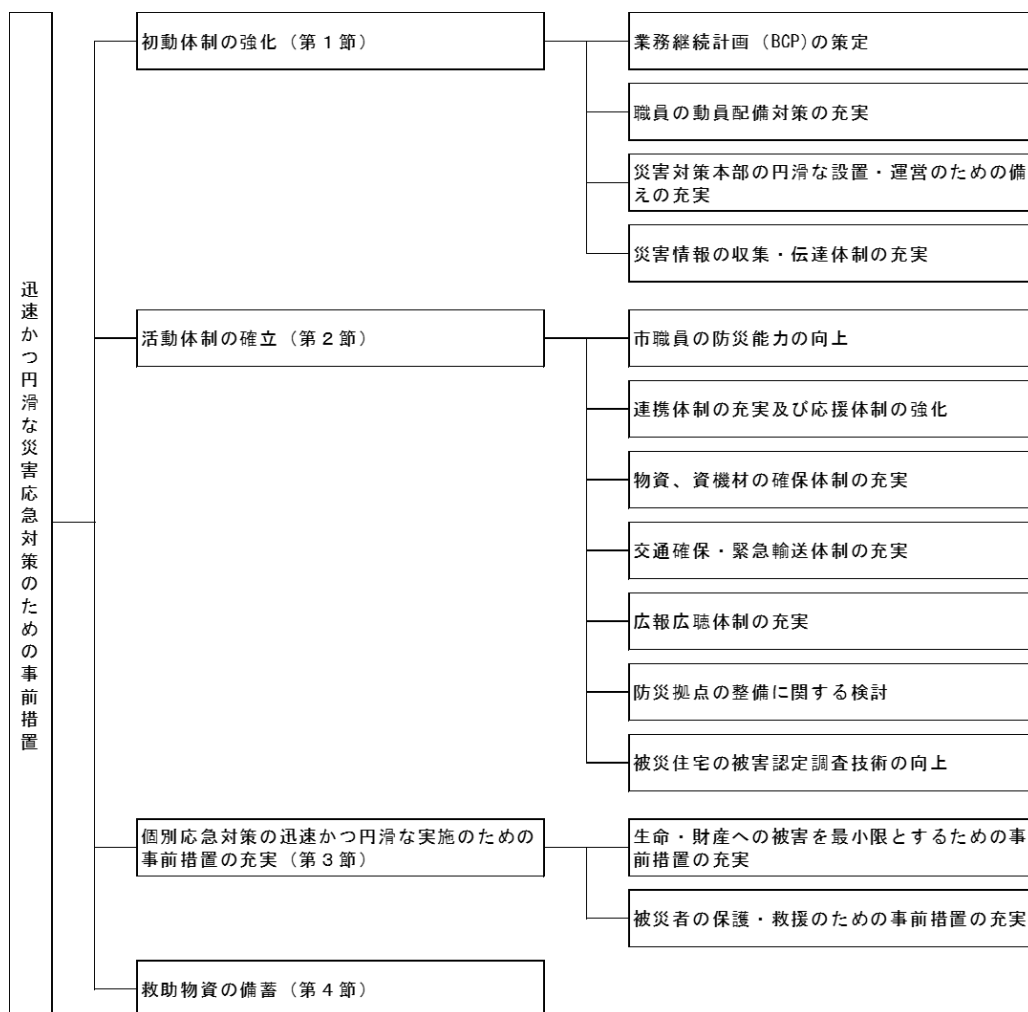 迅速かつ円滑な災害応急対策のための事前措置
初動体制の強化（第１節）
業務継続計画（BCP)の策定
職員の動員配備対策の充実
災害対策本部の円滑な設置・運営のための備
えの充実
災害情報の収集・伝達体制の充実
活動体制の確立（第２節）
市職員の防災能力の向上
連携体制の充実及び応援体制の強化
物資、資機材の確保体制の充実
交通確保・緊急輸送体制の充実
広報広聴体制の充実
防災拠点の整備に関する検討
被災住宅の被害認定調査技術の向上
個別応急対策の迅速かつ円滑な実施のための
事前措置の充実（第３節）
生命・財産への被害を最小限とするための事
前措置の充実
被災者の保護・救援のための事前措置の充実
救助物資の備蓄（第４節）